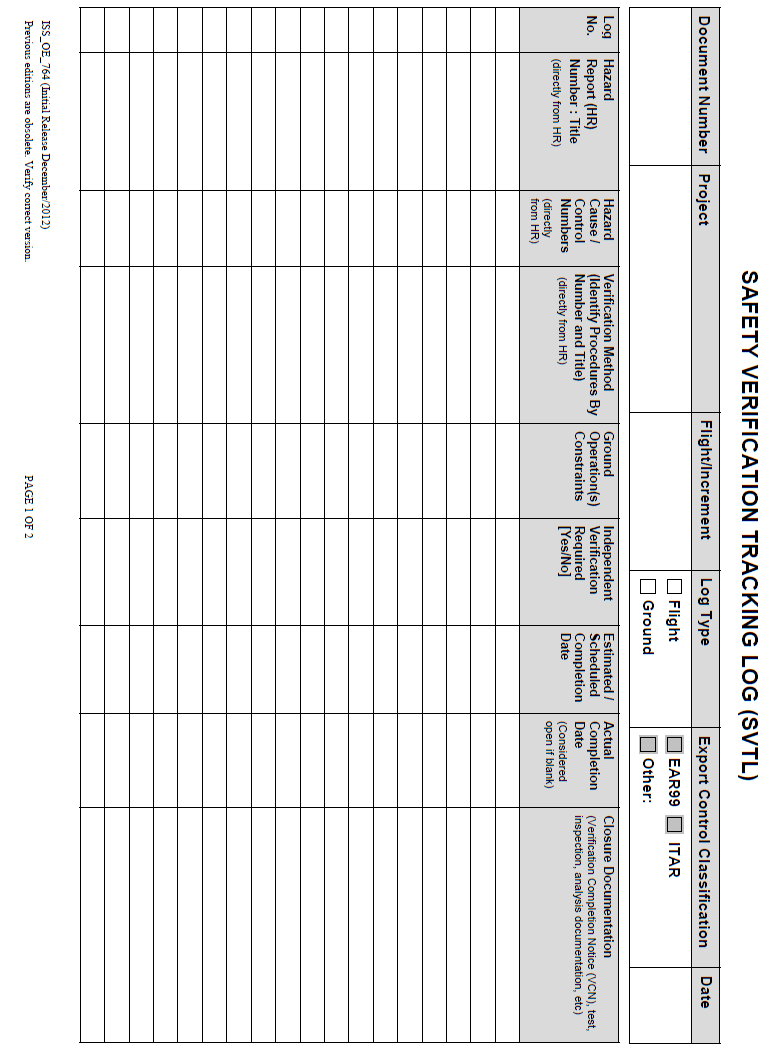 SAFETY VERIFICATION TRACKING LOG (SVTL)
Document Number
Project
Flight/Increment
Log Type
Export Control Classification
Date
Flight
Ground
EAR99
ITAR
Other:
Log
No.
Hazard
Report (HR)
Number : Title
(directly from HR)
Hazard
Cause /
Control
Numbers
(directly
from HR)
Verification Method
(Identify Procedures By
Number and Title)
(directly from HR)
Ground
Operation(s)
Constraints
Independent
Verification
Required
[Yes/No]
Estimated /
Scheduled
Completion
Date
Actual
Completion
Date
(Considered
open if blank)
Closure Documentation
(Verification Completion Notice (VCN), test,
inspection, analysis documentation, etc)
ISS_OE_764 (Initial Release December/2012)
Previous editions are obsolete. Verify correct version.
PAGE 1 OF 2